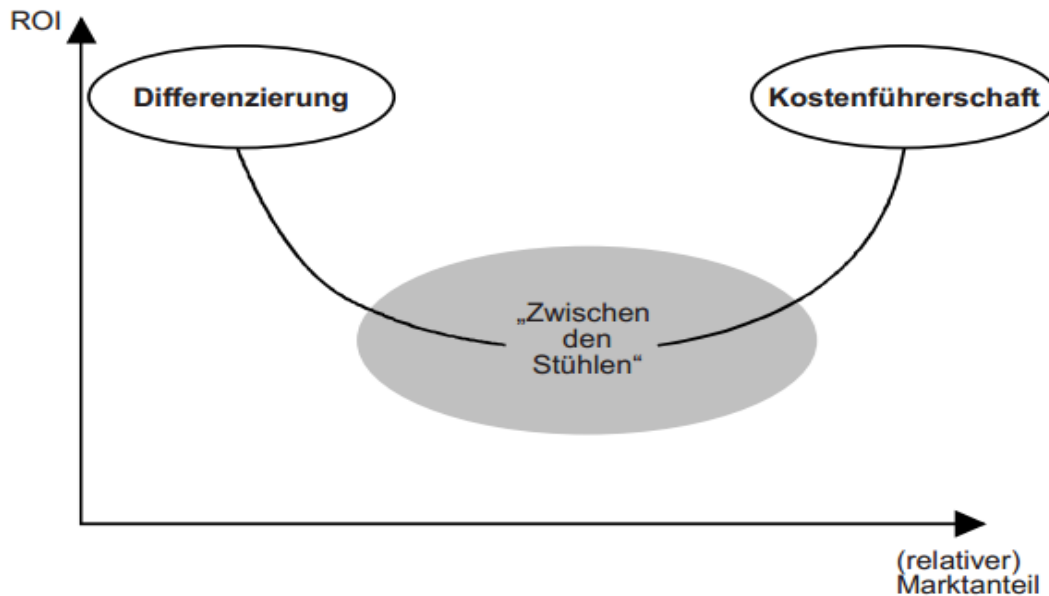 ROI
Differenzierung
Kostenführerschaft
„Zwischen
den
Stühlen“
(relativer)
Marktanteil